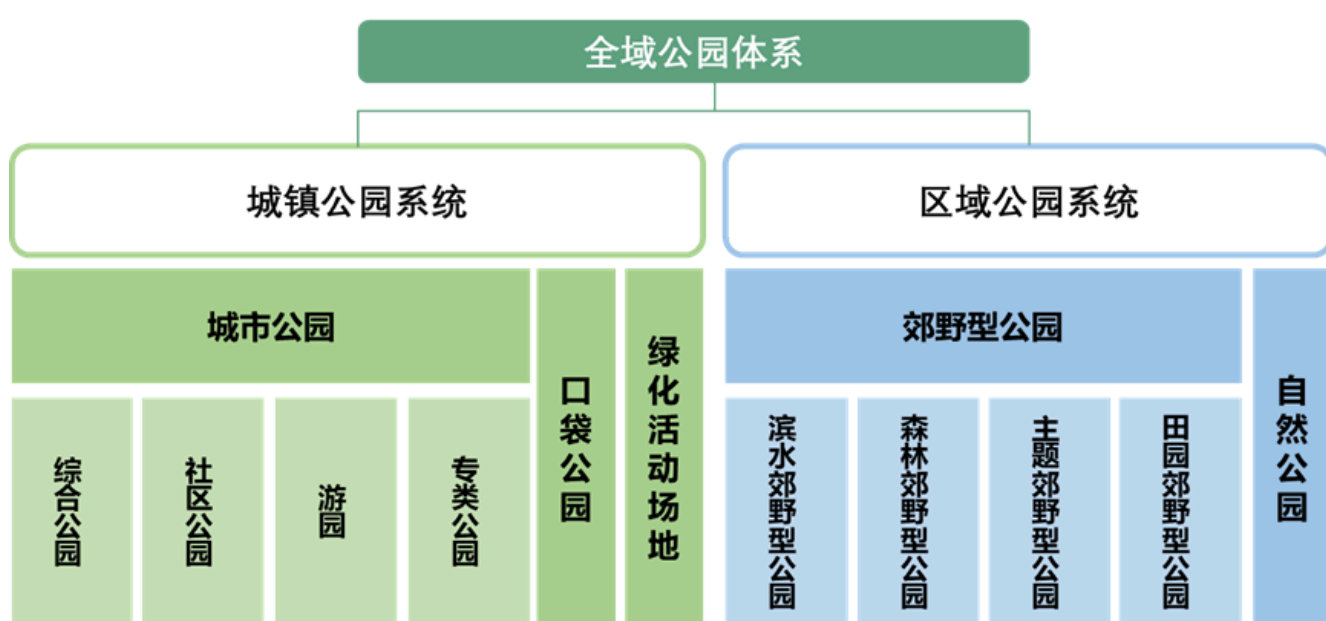 全域公园体系
城镇公园系统
区域公园系统
城市公园
口袋公园
绿化活动场地
郊野型公园
自然公园
综合公园
社区公园
游园
专类公园
滨水郊野型公园
森林郊野型公园
主题郊野型公园
田园郊野型公园